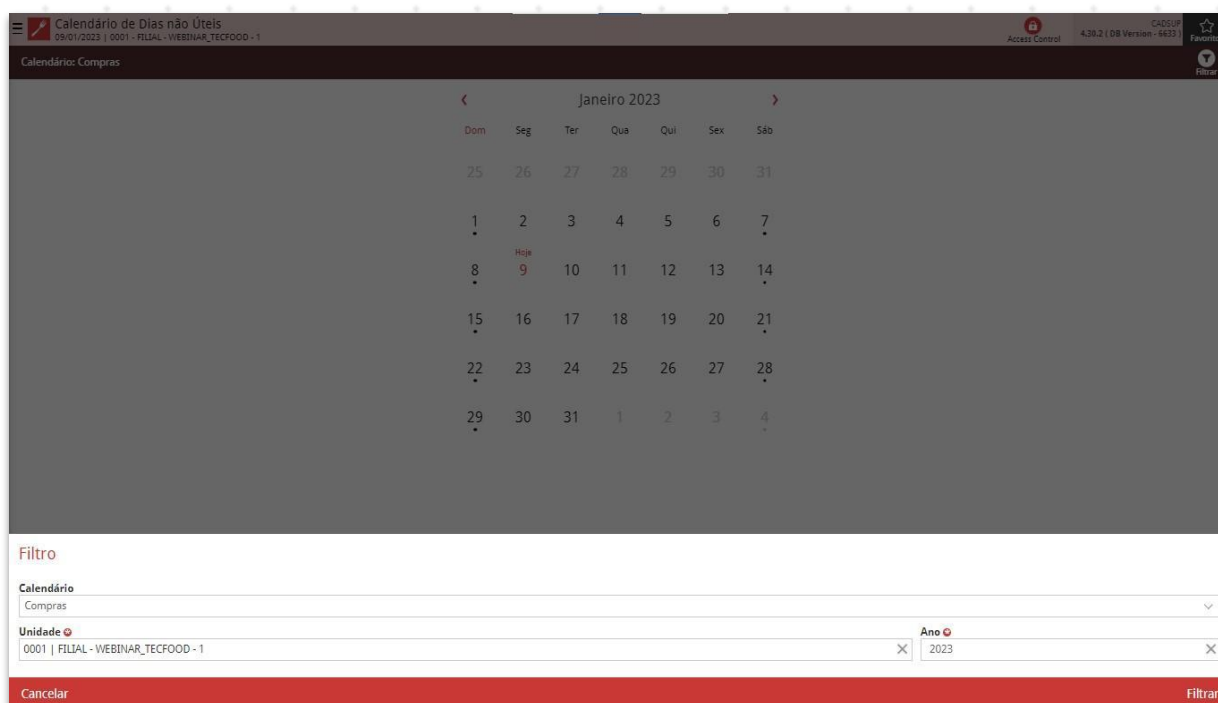 Calendário de Dias não Úteis
09/01/2023 | 0001 - FILIAL - WEBINAR_TECFOOD - 1
Access Control
CADSUP
4.30.2 ( DB Version - 6633 )
Favorito
Calendário: Compras
Filtrar
Janeiro 2023
Dom Seg Ter Qua Qui Sex Sáb
25 26 27 28 29 30 31
1 2 3 4 5 6 7
Hoje
8 9 10 11 12 13 14
15 16 17 18 19 20 21
22 23 24 25 26 27 28
29 30 31 1 2 3 4
Filtro
Calendário
Compras
Unidade Ano
0001 | FILIAL - WEBINAR_TECFOOD - 1 2023
Cancelar Filtrar